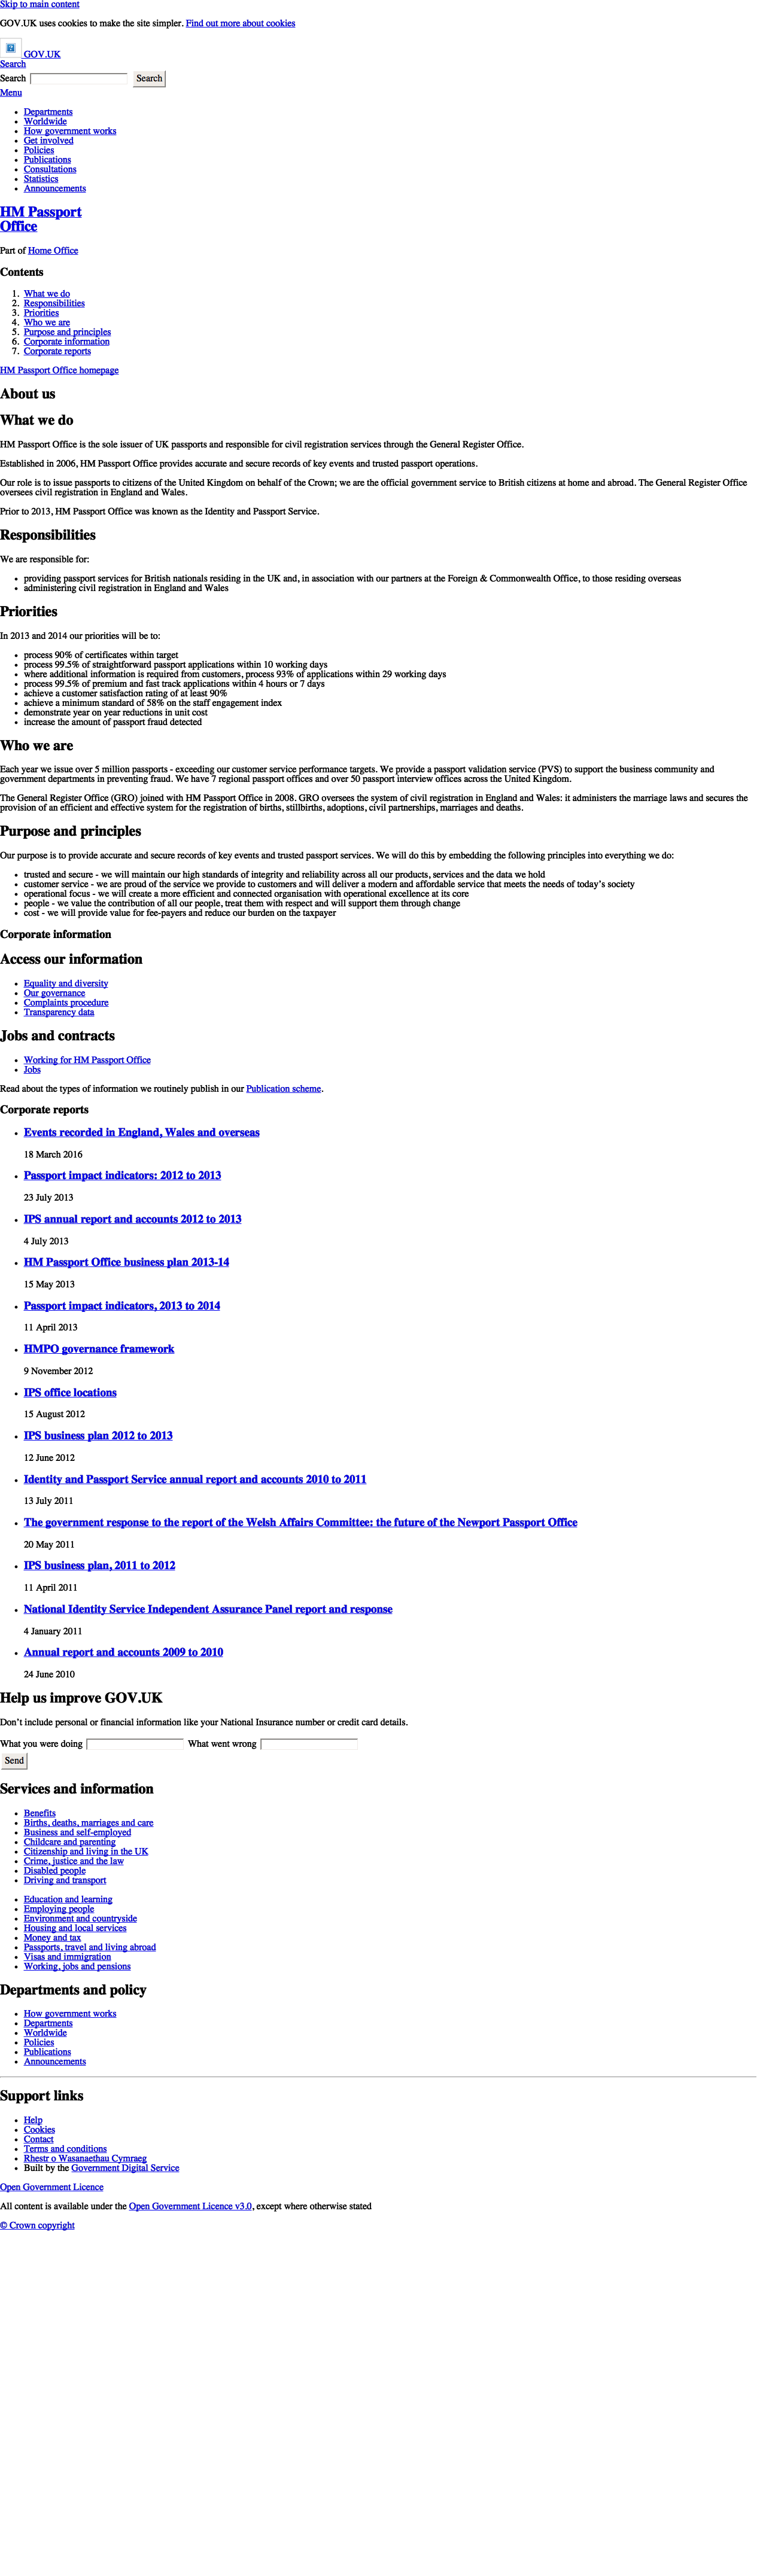 Skip to main content
GOV.UK uses cookies to make the site simpler. Find out more about cookies
GOV.UK
Search
Search Search
Menu
Departments
Worldwide
How government works
Get involved
Policies
Publications
Consultations
Statistics
Announcements
HM Passport
Office
Part of Home Office
Contents
1. What we do
2. Responsibilities
3. Priorities
4. Who we are
5. Purpose and principles
6. Corporate information
7. Corporate reports
HM Passport Office homepage
About us
What we do
HM Passport Office is the sole issuer of UK passports and responsible for civil registration services through the General Register Office.
Established in 2006, HM Passport Office provides accurate and secure records of key events and trusted passport operations.
Our role is to issue passports to citizens of the United Kingdom on behalf of the Crown; we are the official government service to British citizens at home and abroad. The General Register Office
oversees civil registration in England and Wales.
Prior to 2013, HM Passport Office was known as the Identity and Passport Service.
Responsibilities
We are responsible for:
providing passport services for British nationals residing in the UK and, in association with our partners at the Foreign & Commonwealth Office, to those residing overseas
administering civil registration in England and Wales
Priorities
In 2013 and 2014 our priorities will be to:
process 90% of certificates within target
process 99.5% of straightforward passport applications within 10 working days
where additional information is required from customers, process 93% of applications within 29 working days
process 99.5% of premium and fast track applications within 4 hours or 7 days
achieve a customer satisfaction rating of at least 90%
achieve a minimum standard of 58% on the staff engagement index
demonstrate year on year reductions in unit cost
increase the amount of passport fraud detected
Who we are
Each year we issue over 5 million passports - exceeding our customer service performance targets. We provide a passport validation service (PVS) to support the business community and
government departments in preventing fraud. We have 7 regional passport offices and over 50 passport interview offices across the United Kingdom.
The General Register Office (GRO) joined with HM Passport Office in 2008. GRO oversees the system of civil registration in England and Wales: it administers the marriage laws and secures the
provision of an efficient and effective system for the registration of births, stillbirths, adoptions, civil partnerships, marriages and deaths.
Purpose and principles
Our purpose is to provide accurate and secure records of key events and trusted passport services. We will do this by embedding the following principles into everything we do:
trusted and secure - we will maintain our high standards of integrity and reliability across all our products, services and the data we hold
customer service - we are proud of the service we provide to customers and will deliver a modern and affordable service that meets the needs of today’s society
operational focus - we will create a more efficient and connected organisation with operational excellence at its core
people - we value the contribution of all our people, treat them with respect and will support them through change
cost - we will provide value for fee-payers and reduce our burden on the taxpayer
Corporate information
Access our information
Equality and diversity
Our governance
Complaints procedure
Transparency data
Jobs and contracts
Working for HM Passport Office
Jobs
Read about the types of information we routinely publish in our Publication scheme.
Corporate reports
Events recorded in England, Wales and overseas
18 March 2016
Passport impact indicators: 2012 to 2013
23 July 2013
IPS annual report and accounts 2012 to 2013
4 July 2013
HM Passport Office business plan 2013-14
15 May 2013
Passport impact indicators, 2013 to 2014
11 April 2013
HMPO governance framework
9 November 2012
IPS office locations
15 August 2012
IPS business plan 2012 to 2013
12 June 2012
Identity and Passport Service annual report and accounts 2010 to 2011
13 July 2011
The government response to the report of the Welsh Affairs Committee: the future of the Newport Passport Office
20 May 2011
IPS business plan, 2011 to 2012
11 April 2011
National Identity Service Independent Assurance Panel report and response
4 January 2011
Annual report and accounts 2009 to 2010
24 June 2010
Help us improve GOV.UK
Don’t include personal or financial information like your National Insurance number or credit card details.
What you were doing What went wrong
Send
Services and information
Benefits
Births, deaths, marriages and care
Business and self-employed
Childcare and parenting
Citizenship and living in the UK
Crime, justice and the law
Disabled people
Driving and transport
Education and learning
Employing people
Environment and countryside
Housing and local services
Money and tax
Passports, travel and living abroad
Visas and immigration
Working, jobs and pensions
Departments and policy
How government works
Departments
Worldwide
Policies
Publications
Announcements
Support links
Help
Cookies
Contact
Terms and conditions
Rhestr o Wasanaethau Cymraeg
Built by the Government Digital Service
Open Government Licence
All content is available under the Open Government Licence v3.0, except where otherwise stated
© Crown copyright